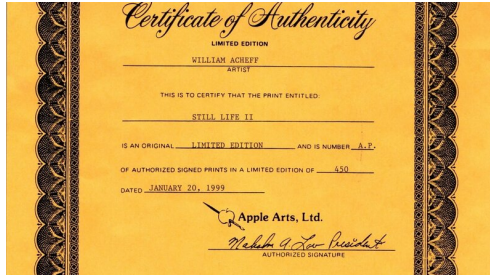 Certificate of Authenticity
LIMITED EDITION
WILLIAM ACHEFF
ARTIST
THIS IS TO CERTIFY THAT THE PRINT ENTITLED:
STILL LIFE II
IS AN ORIGINAL LIMITED EDITION AND IS NUMBER A.P.
OF AUTHORIZED SIGNED PRINTS IN A LIMITED EDITION OF 450
DATED JANUARY 20, 1999
Apple Arts, Ltd.
President
AUTHORIZED SIGNATURE